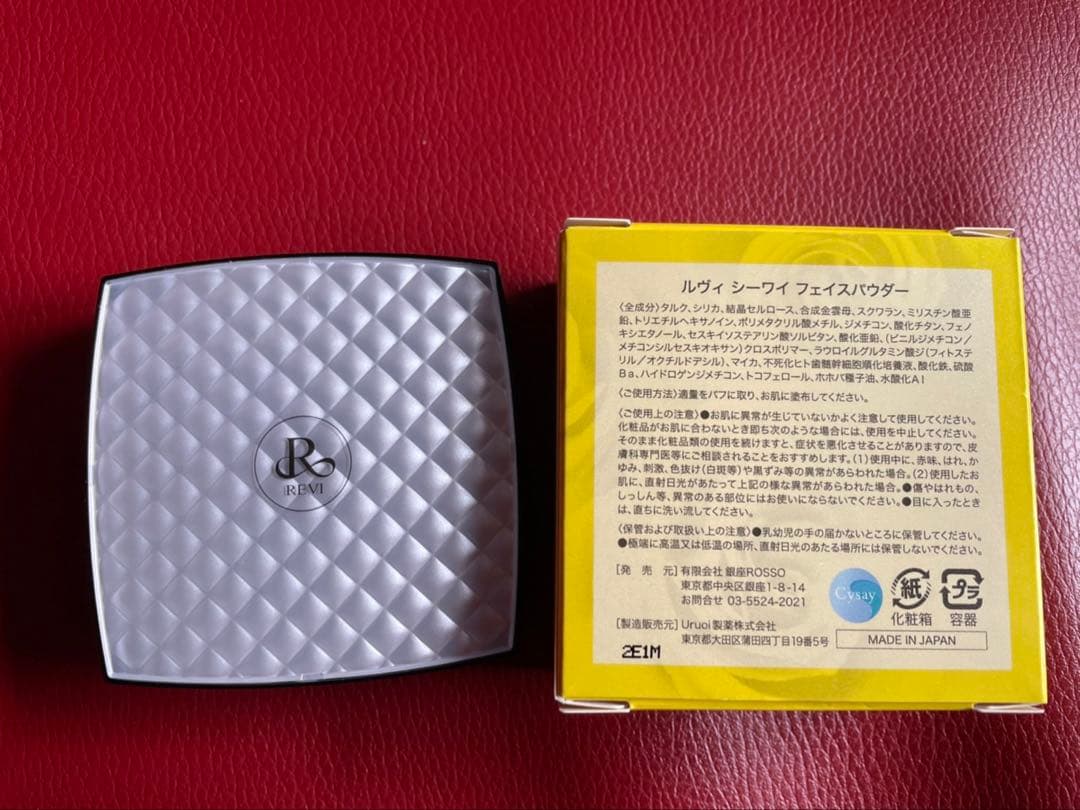 R
REVI
ルヴィ シーワイ フェイスパウダー
〈全成分〉タルク、シリカ、結晶セルロース、合成金雲母、スクワラン、ミリスチン酸亜
鉛、トリエチルヘキサノイン、ポリメタクリル酸メチル、ジメチコン、酸化チタン、フェノ
キシエタノール、セスキイソステアリン酸ソルビタン、酸化亜鉛、(ビニルジメチコン/
メチコンシルセスキオキサン)クロスポリマー、ラウロイルグルタミン酸ジ(フィトステ
リル/オクチルドデシル)、マイカ、不死化ヒト歯髄幹細胞順化培養液、酸化鉄、硫酸
Ba、ハイドロゲンジメチコン、トコフェロール、ホホバ種子油、水酸化Al
〈ご使用方法〉適量をパフに取り、お肌に塗布してください。
〈ご使用上の注意〉●お肌に異常が生じていないかよく注意して使用してください。
化粧品がお肌に合わないとき即ち次のような場合には、使用を中止してください。
そのまま化粧品類の使用を続けますと、症状を悪化させることがありますので、皮
膚科専門医等にご相談されることをおすすめします。(1)使用中に、赤味、はれ、か
ゆみ、刺激、色抜け(白斑等)や黒ずみ等の異常があらわれた場合。(2)使用したお
肌に、直射日光があたって上記の様な異常があらわれた場合。●傷やはれもの、
しっしん等、異常のある部位にはお使いにならないでください。●目に入ったとき
は、直ちに洗い流してください。
〈保管および取扱い上の注意〉●乳幼児の手の届かないところに保管してください。
●極端に高温又は低温の場所、直射日光のあたる場所には保管しないでください。
[発 売 元]有限会社 銀座ROSSO
東京都中央区銀座1-8-14
お問合せ 03-5524-2021
[製造販売元]Uruoi製薬株式会社
東京都大田区蒲田四丁目19番5号
Cysay
紙
化粧箱
プラ
容器
MADE IN JAPAN
2E1M